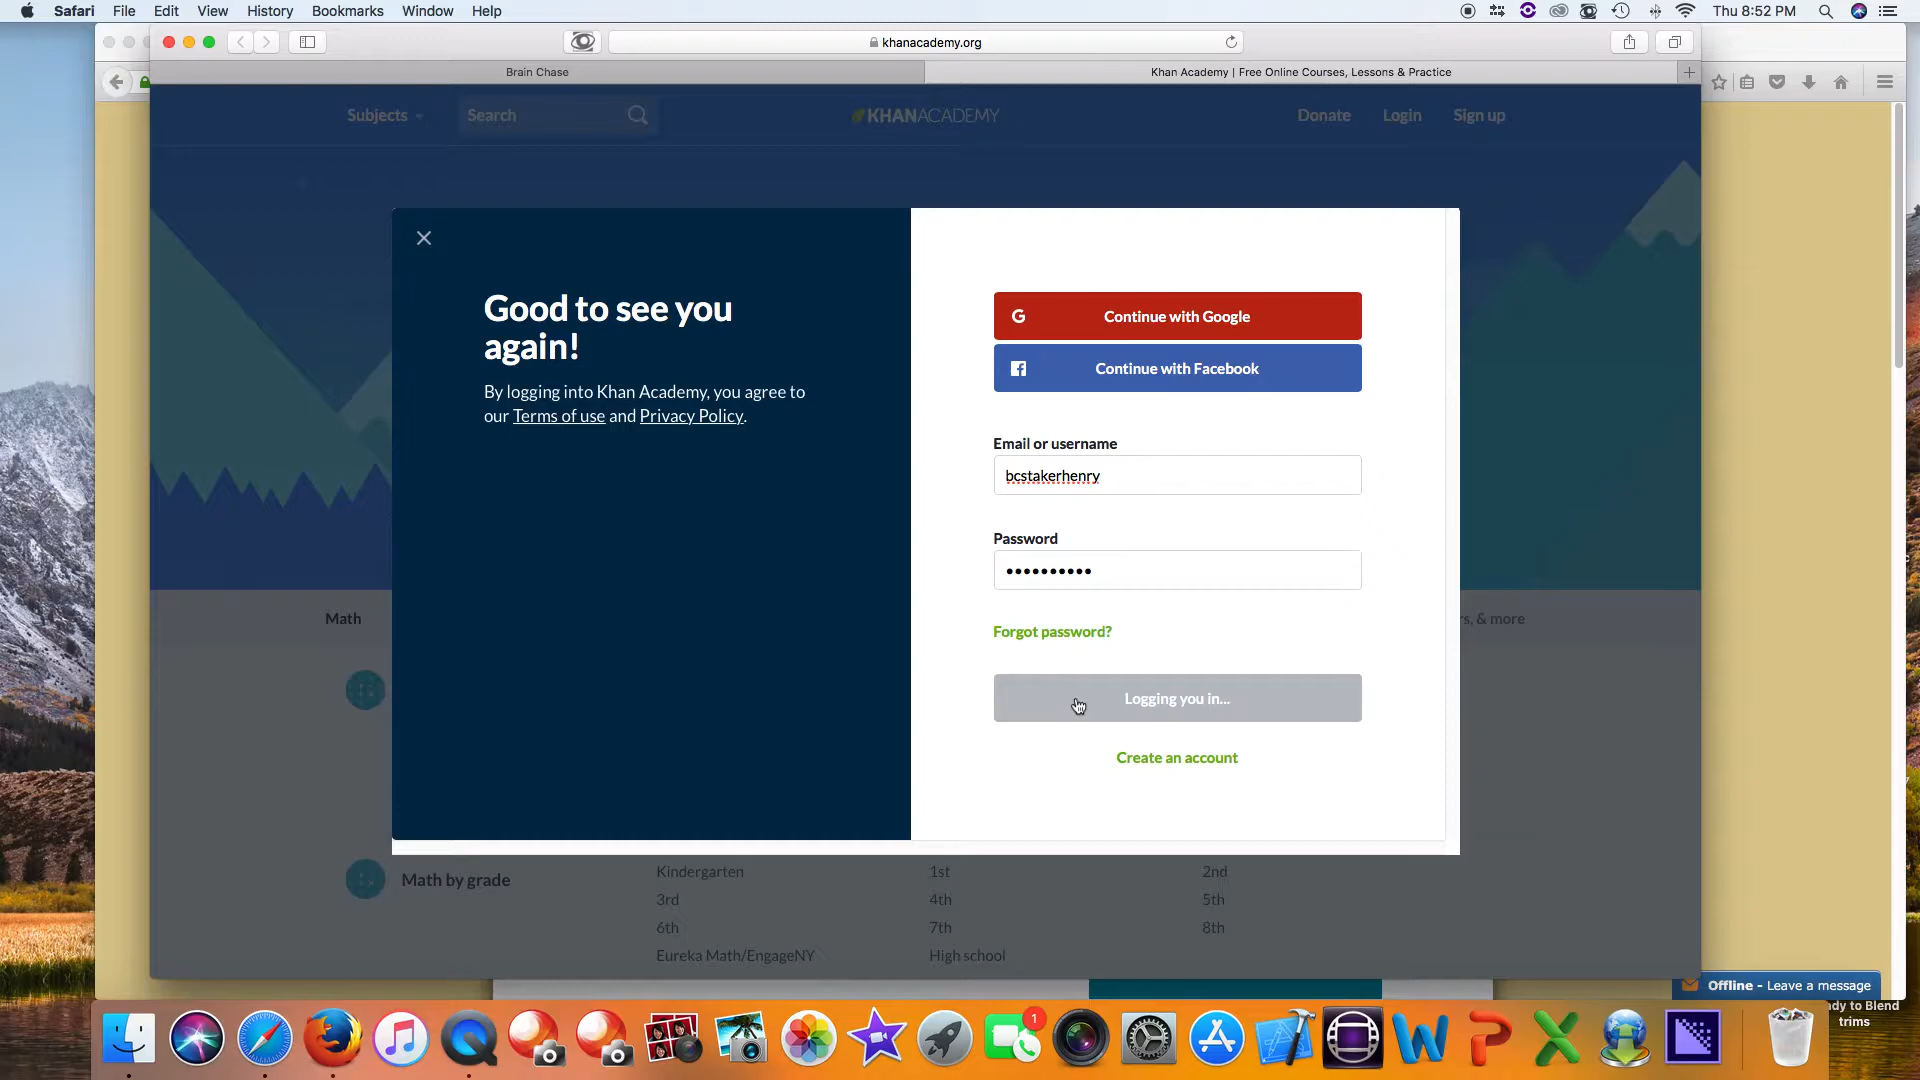 Safari File Edit View History Bookmarks Window Help Thu 8:52 PM
khanacademy.org
Brain Chase Khan Academy | Free Online Courses, Lessons & Practice
Subjects Search KHANACADEMY Donate Login Sign up
Good to see you
again!
By logging into Khan Academy, you agree to
our Terms of use and Privacy Policy.
Continue with Google
Continue with Facebook
Email or username
bcstakerhenry
Password
Forgot password?
Logging you in...
Create an account
Math
rs, & more
Math by grade
Kindergarten 1st 2nd
3rd 4th 5th
6th 7th 8th
Eureka Math/EngageNY High school
Offline - Leave a message
dy to Blend
trims
1